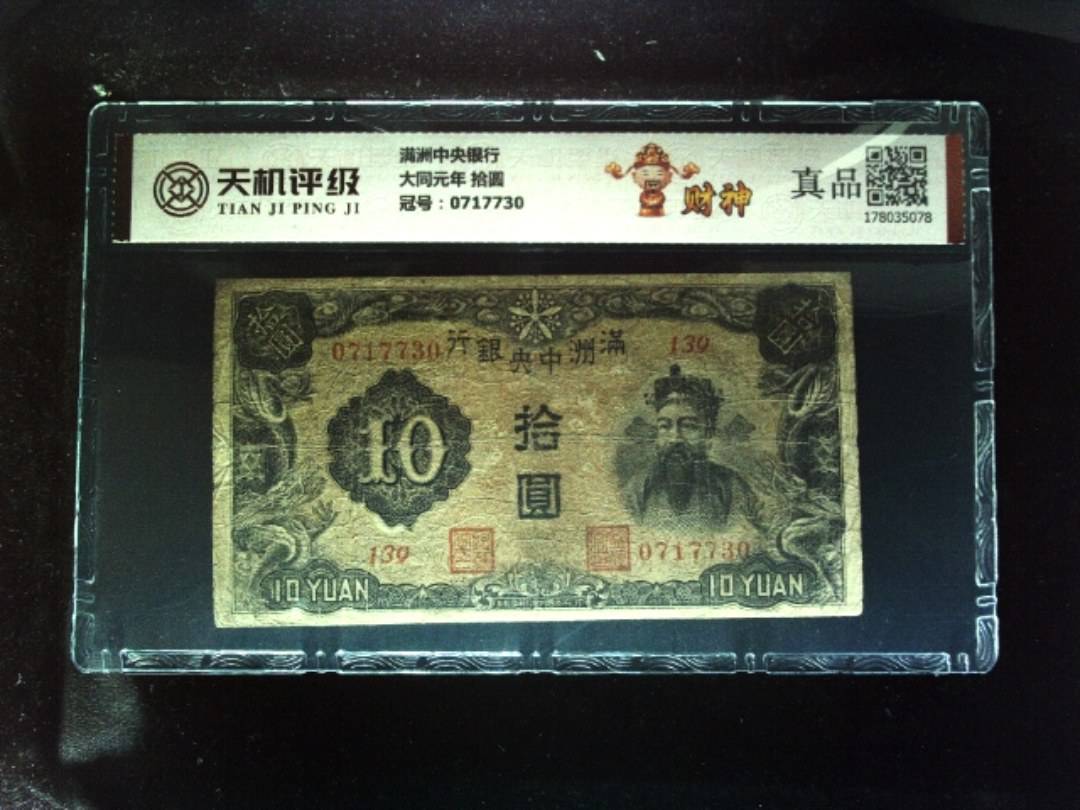 天机评级
TIAN JI PING JI
满洲中央银行
大同元年 拾圆
冠号：0717730
财神
真品
178035078
拾圓
0717730
行銀央中洲滿
139
10
拾
圓
139
0717730
10 YUAN
10 YUAN